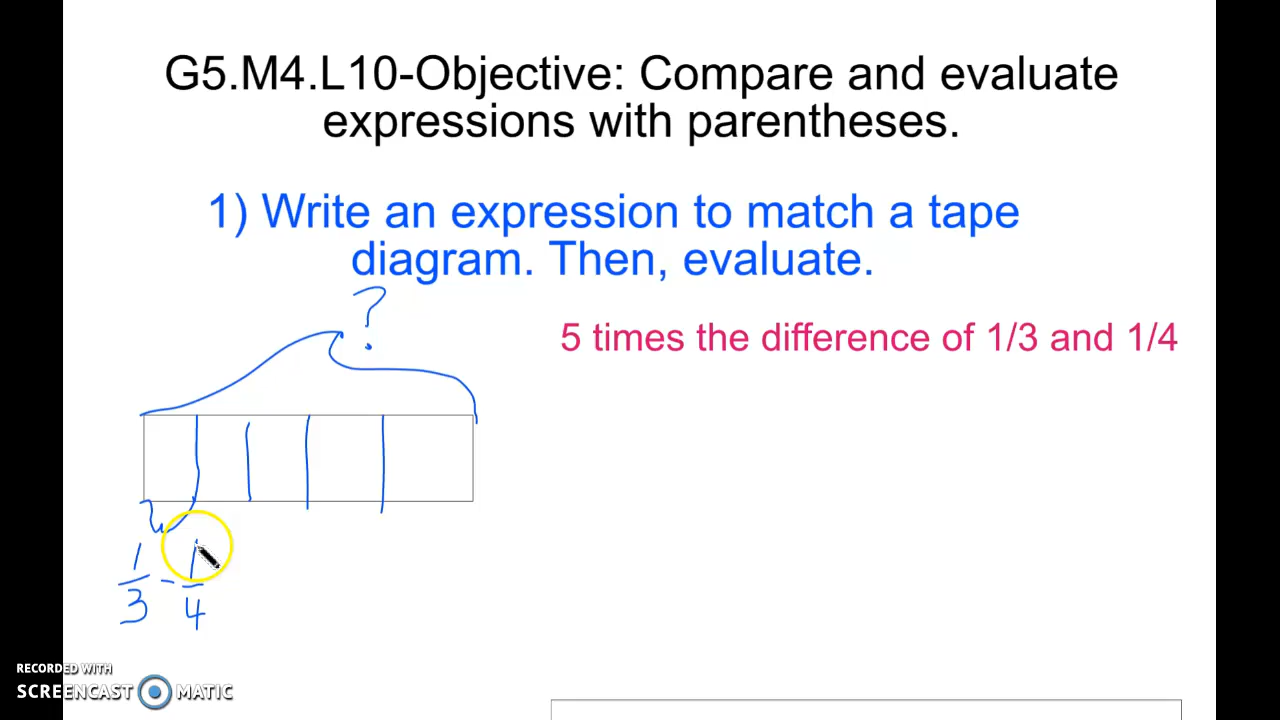 G5.M4.L10-Objective: Compare and evaluate
expressions with parentheses.
1) Write an expression to match a tape
diagram. Then, evaluate.
?
5 times the difference of 1/3 and 1/4
1/3 - 1/4
RECORDED WITH
SCREENCAST MATIC